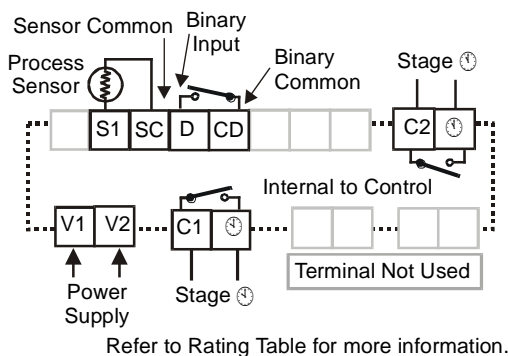 Sensor Common
Binary
Input
Process
Sensor
Binary
Common
Stage 🕚
S1 SC D CD
C2 🕚
Internal to Control
V1 V2
C1 🕚
Terminal Not Used
Power
Supply
Stage 🕚
Refer to Rating Table for more information.